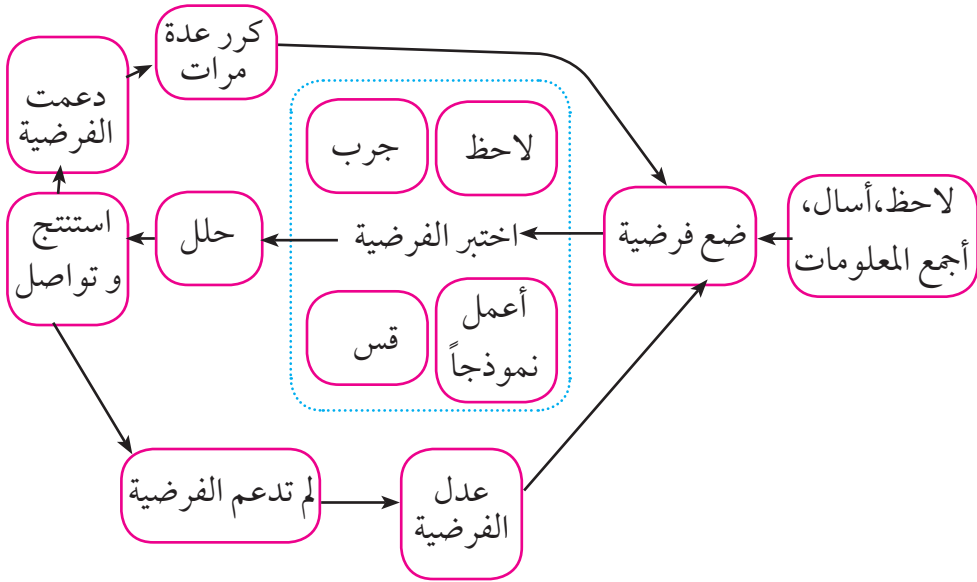 لاحظ،أسال،
أجمع المعلومات
ضع فرضية
اختبر الفرضية
لاحظ
جرب
أعمل
نموذجاً
قس
حلل
استنتج
و تواصل
دعمت
الفرضية
كرر عدة
مرات
لم تدعم الفرضية
عدل
الفرضية